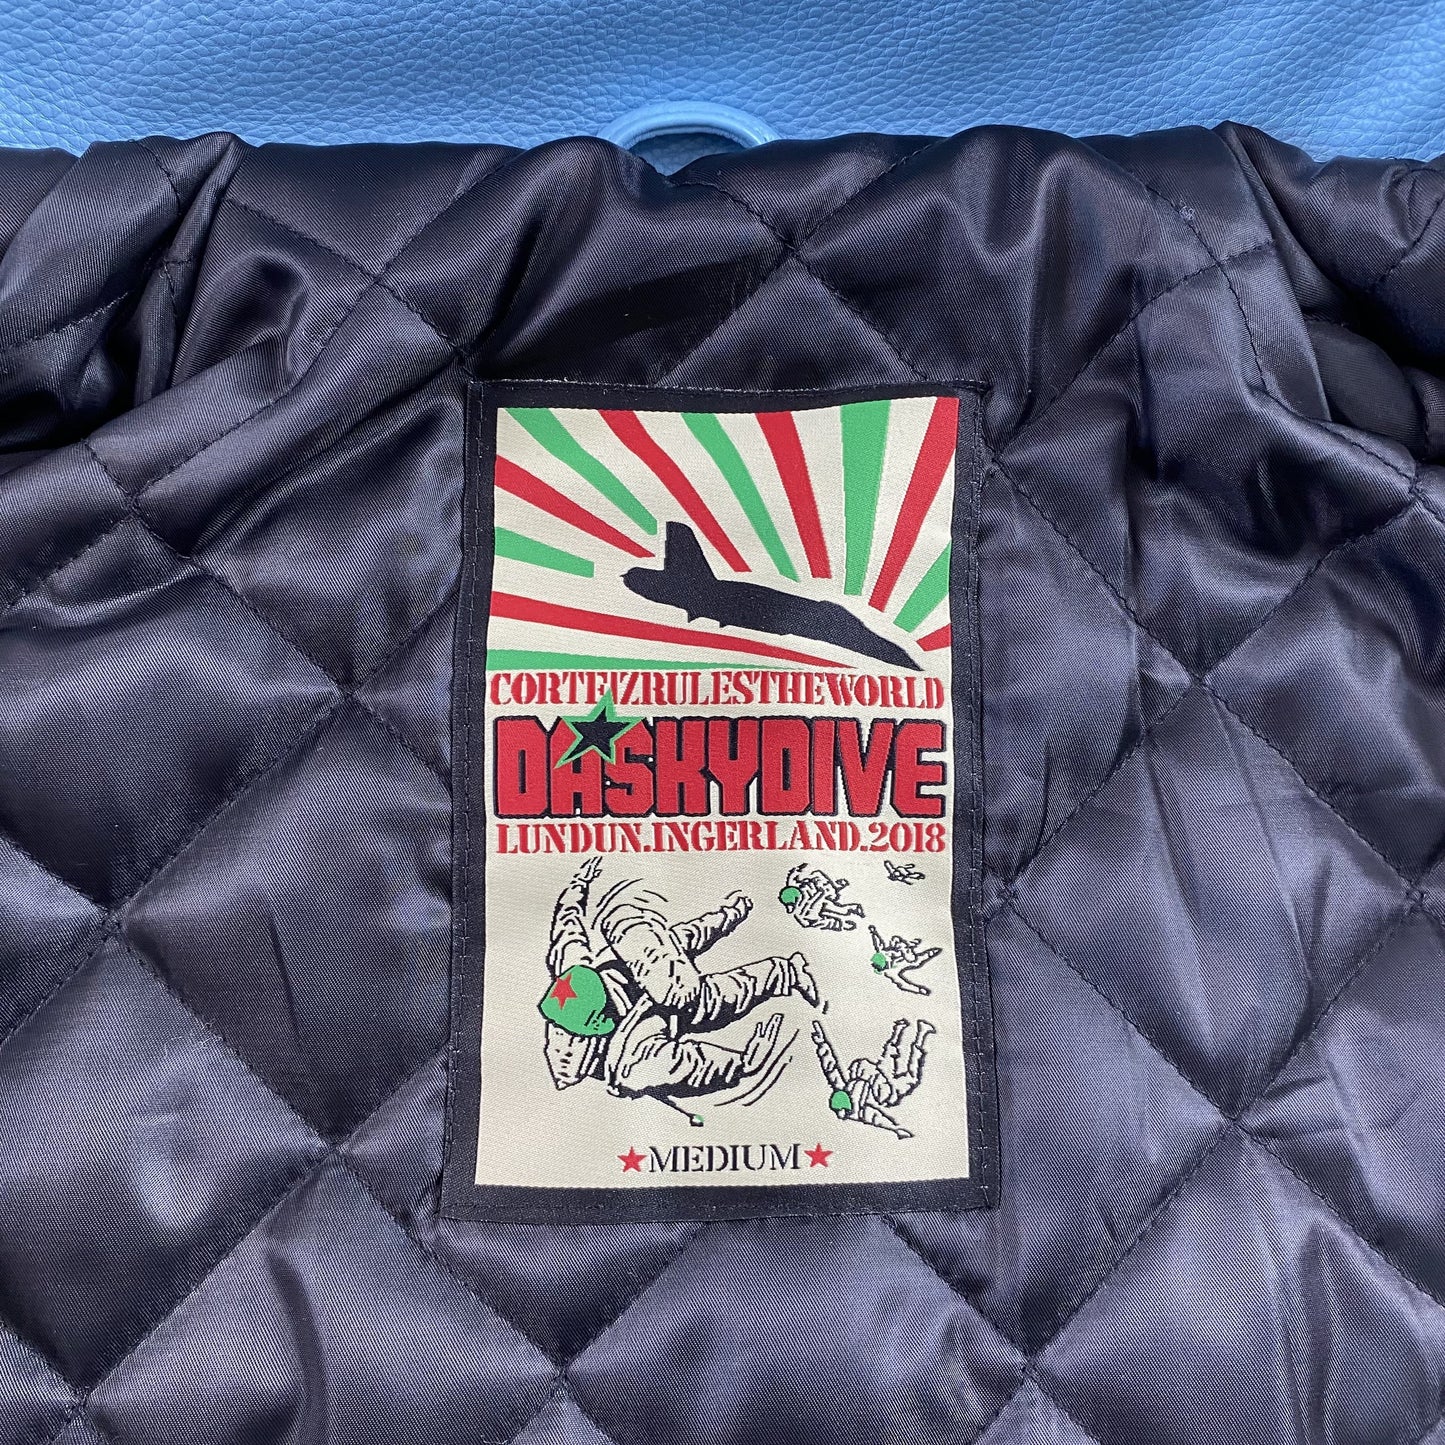 CORTEIZRULESTHEWORLD
DASKYDIVE
LUNDUN.INGERLAND.2018
★MEDIUM★